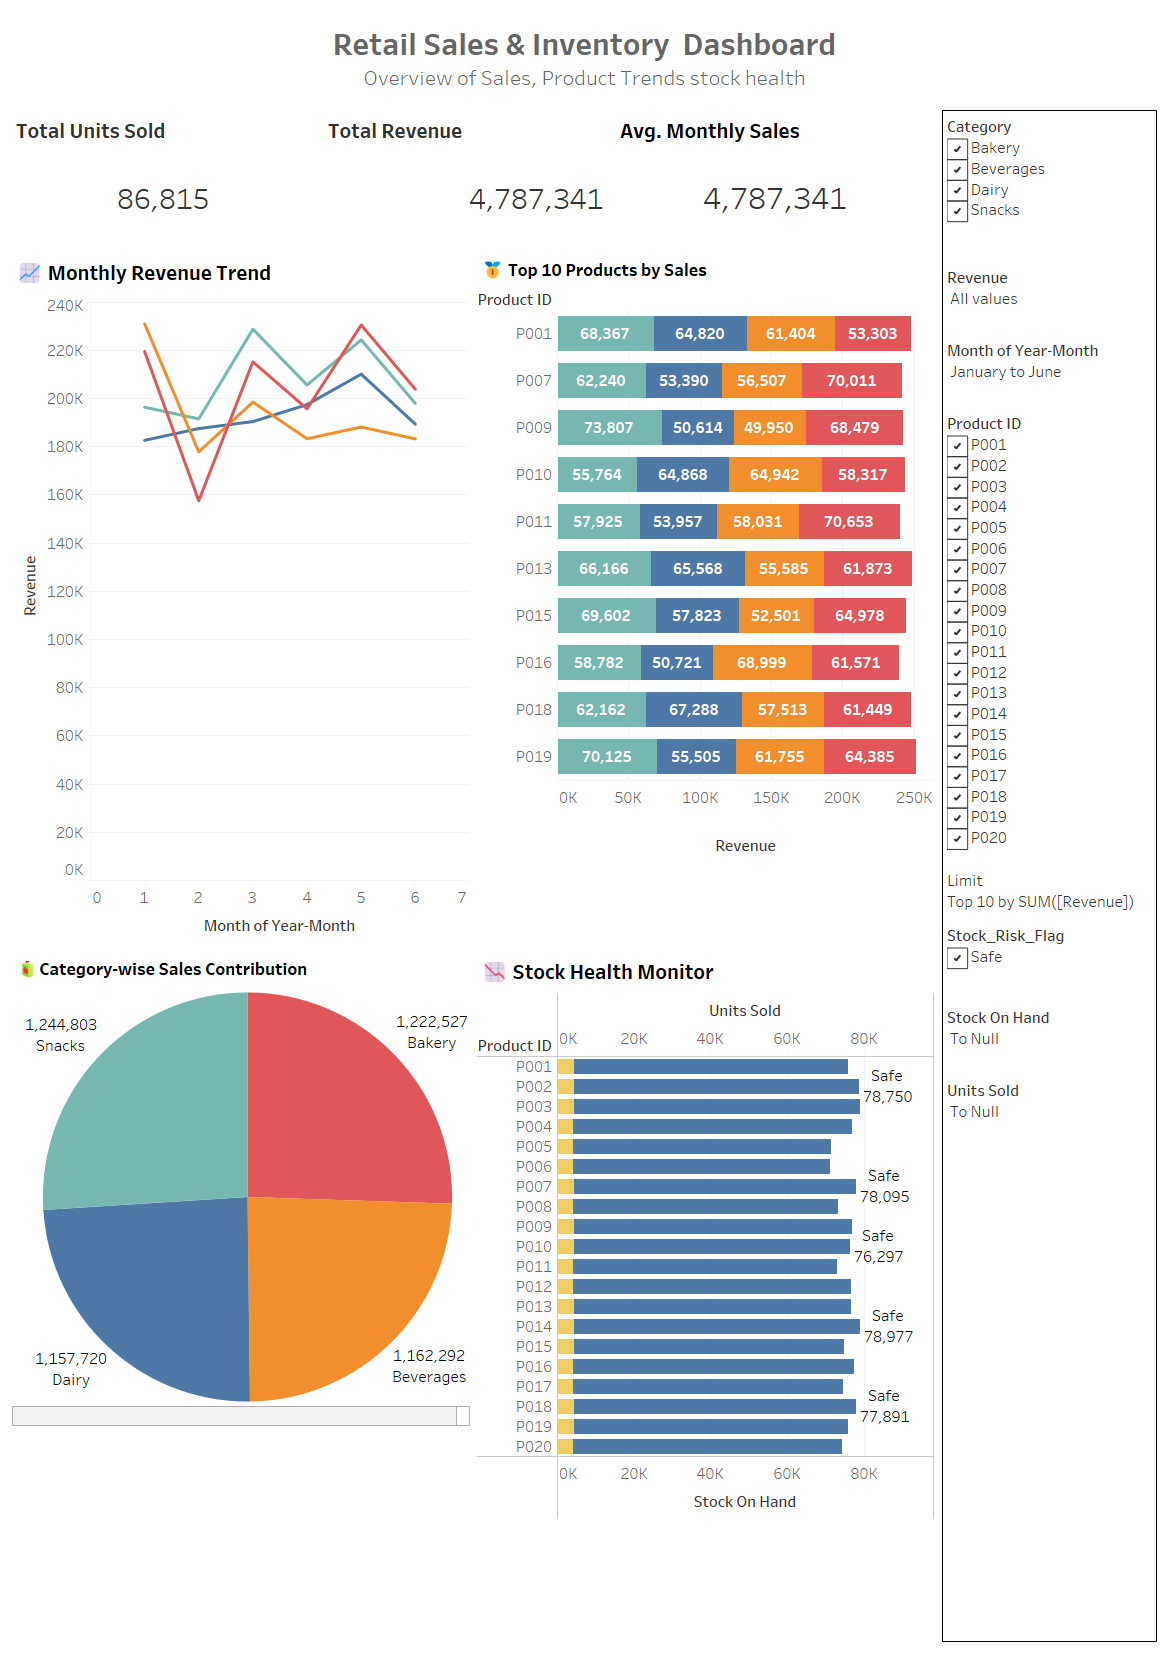 Retail Sales & Inventory  Dashboard
Overview of Sales, Product Trends stock health
Total Units Sold
86,815
Total Revenue
4,787,341
Avg. Monthly Sales
4,787,341
Monthly Revenue Trend
240K
220K
200K
180K
160K
140K
120K
100K
80K
60K
40K
20K
0K
Revenue
0 1 2 3 4 5 6 7
Month of Year-Month
Top 10 Products by Sales
Product ID
P001 68,367 64,820 61,404 53,303
P007 62,240 53,390 56,507 70,011
P009 73,807 50,614 49,950 68,479
P010 55,764 64,868 64,942 58,317
P011 57,925 53,957 58,031 70,653
P013 66,166 65,568 55,585 61,873
P015 69,602 57,823 52,501 64,978
P016 58,782 50,721 68,999 61,571
P018 62,162 67,288 57,513 61,449
P019 70,125 55,505 61,755 64,385
0K 50K 100K 150K 200K 250K
Revenue
Category-wise Sales Contribution
1,244,803
Snacks
1,222,527
Bakery
1,157,720
Dairy
1,162,292
Beverages
Stock Health Monitor
Units Sold
Product ID
0K 20K 40K 60K 80K
P001
P002
P003
P004
P005
P006
P007
P008
P009
P010
P011
P012
P013
P014
P015
P016
P017
P018
P019
P020
Safe
78,750
Safe
78,095
Safe
76,297
Safe
78,977
Safe
77,891
0K 20K 40K 60K 80K
Stock On Hand
Category
Bakery
Beverages
Dairy
Snacks
Revenue
All values
Month of Year-Month
January to June
Product ID
P001
P002
P003
P004
P005
P006
P007
P008
P009
P010
P011
P012
P013
P014
P015
P016
P017
P018
P019
P020
Limit
Top 10 by SUM([Revenue])
Stock_Risk_Flag
Safe
Stock On Hand
To Null
Units Sold
To Null